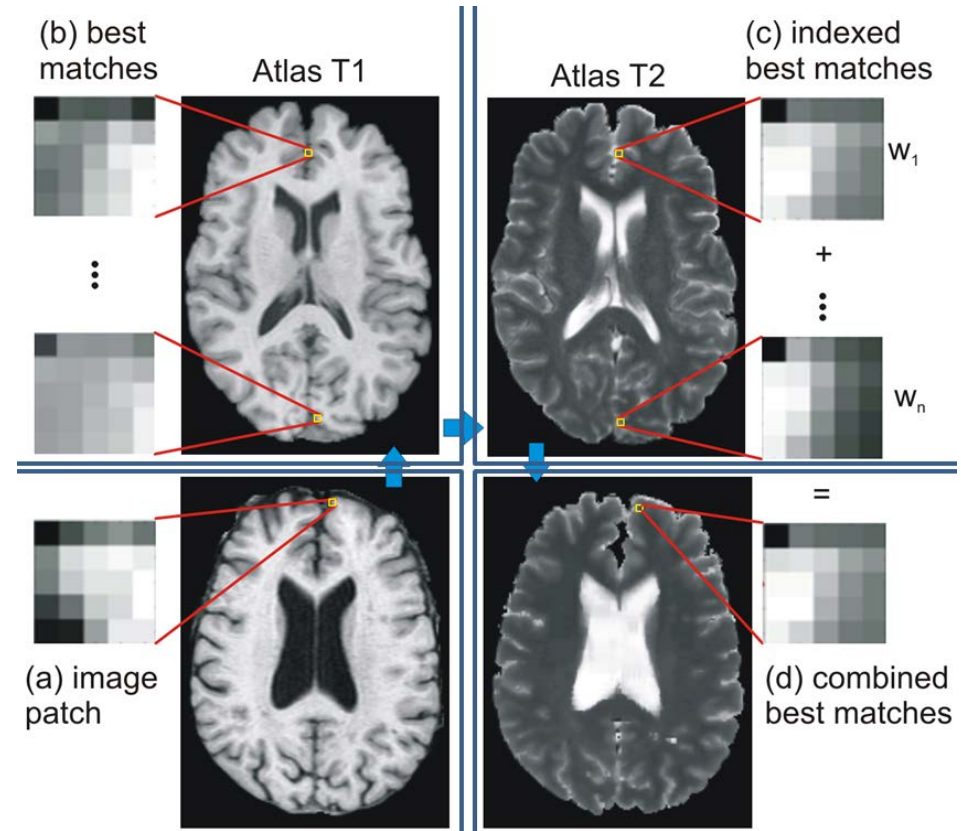 (b) best
matches
Atlas T1
Atlas T2
(c) indexed
best matches
w1
+
wn
=
(a) image
patch
(d) combined
best matches